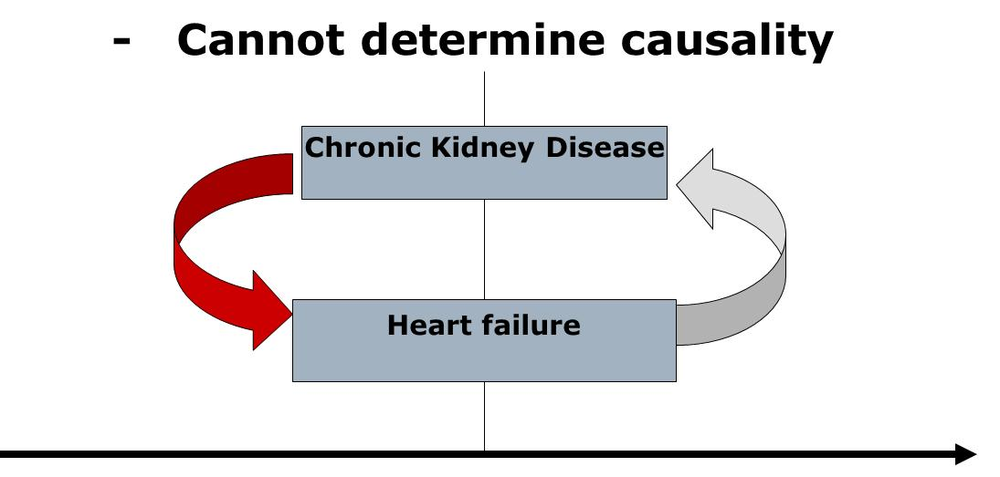 - Cannot determine causality
Chronic Kidney Disease
Heart failure